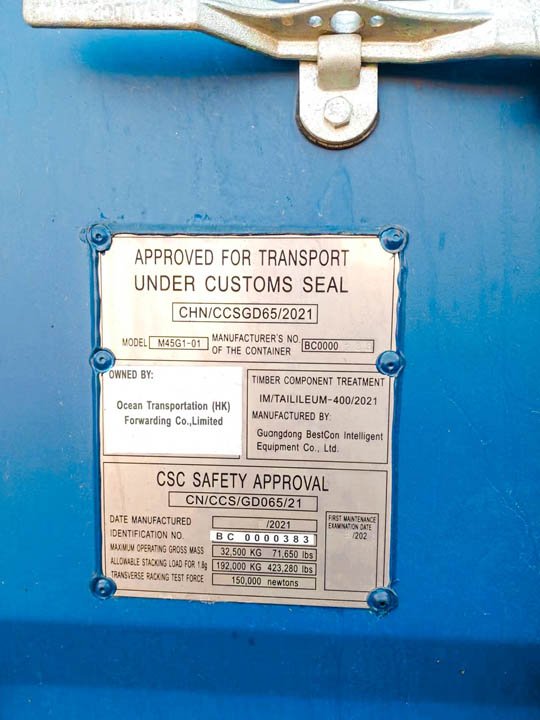 APPROVED FOR TRANSPORT
UNDER CUSTOMS SEAL
CHN/CCSGD65/2021
MODEL M45G1-01 MANUFACTURER'S NO. OF THE CONTAINER BC0000
OWNED BY:
Ocean Transportation (HK)
Forwarding Co.,Limited
TIMBER COMPONENT TREATMENT
IM/TAILILEUM-400/2021
MANUFACTURED BY:
Guangdong BestCon Intelligent
Equipment Co., Ltd.
CSC SAFETY APPROVAL
CN/CCS/GD065/21
DATE MANUFACTURED /2021
IDENTIFICATION NO. BC 0000383
MAXIMUM OPERATING GROSS MASS 32,500 KG 71,650 lbs
ALLOWABLE STACKING LOAD FOR 1.8g 192,000 KG 423,280 lbs
TRANSVERSE RACKING TEST FORCE 150,000 newtons
FIRST MAINTENANCE
EXAMINATION DATE
/202